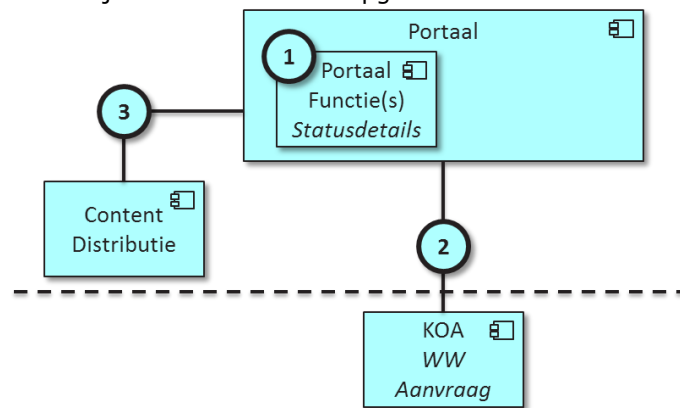 Portaal
1
Portaal
Functie(s)
Statusdetails
3
Content
Distributie
2
KOA
WW
Aanvraag